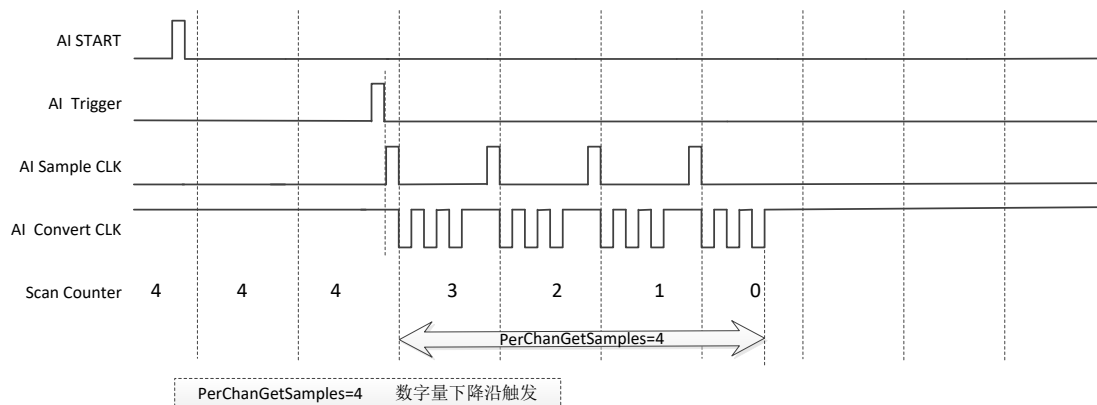 AI START
AI Trigger
AI Sample CLK
AI Convert CLK
Scan Counter 4 4 4 3 2 1 0
PerChanGetSamples=4
PerChanGetSamples=4 数字量下降沿触发